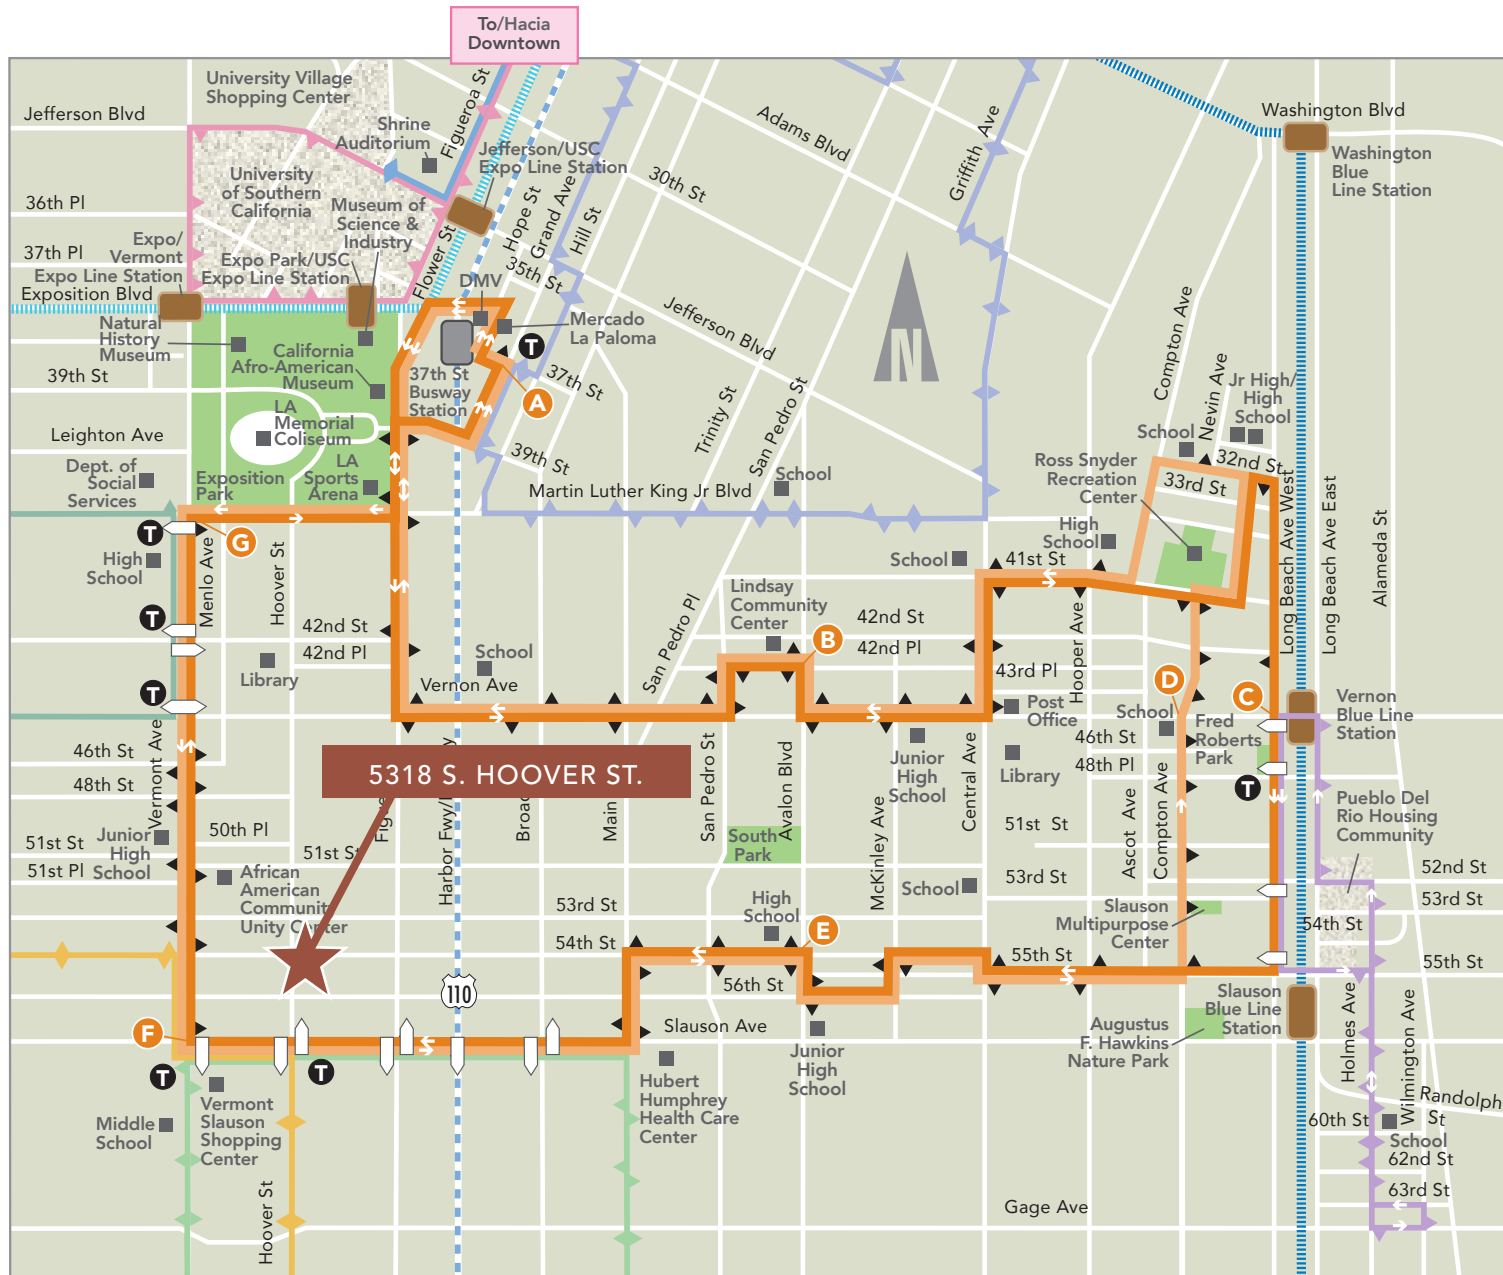 To/Hacia
Downtown
University Village
Shopping Center
Jefferson Blvd
Shrine
Auditorium
Figueroa St
Jefferson/USC
Expo Line Station
Adams Blvd
Griffith Ave
Washington Blvd
Washington
Blue
Line Station
University
of Southern
California
36th Pl
Museum of
Science &
Industry
30th St
Hope St
Grand Ave
Hill St
Flower St
35th St
37th Pl
Expo/
Vermont
Expo Line Station
Expo Park/USC
Expo Line Station
Exposition Blvd
DMV
Mercado
La Paloma
Jefferson Blvd
N
Compton Ave
Nevin Ave
Natural
History
Museum
California
Afro-American
Museum
T
37th St
Busway
Station
37th St
A
39th St
LA
Memorial
Coliseum
Trinity St
San Pedro St
Jr High/
High
School
School
32nd St
33rd St
Leighton Ave
39th St
Dept. of
Social
Services
Exposition
Park
LA
Sports
Arena
School
Ross Snyder
Recreation
Center
Martin Luther King Jr Blvd
Long Beach Ave West
Long Beach Ave East
Alameda St
T
G
High
School
Menlo Ave
Hoover St
School
High
School
41st St
T
42nd St
42nd Pl
Library
School
San Pedro Pl
Lindsay
Community
Center
B
42nd St
42nd Pl
43rd Pl
Hooper Ave
T
Vernon Ave
Post
Office
D
C
School
Fred
Roberts
Park
Vernon
Blue Line
Station
46th St
48th St
Vermont Ave
5318 S. HOOVER ST.
San Pedro St
Avalon Blvd
Junior
High
School
Central Ave
Library
46th St
48th Pl
T
Pueblo Del
Rio Housing
Community
Harbor Fwy/
Main
Junior
High
School
50th Pl
51st St
51st St
51st Pl
South
Park
McKinley Ave
51st St
Ascot Ave
Compton Ave
African
American
Community
Unity Center
53rd St
School
53rd St
52nd St
53rd St
High
School
E
Slauson
Multipurpose
Center
54th St
54th St
55th St
55th St
56th St
110
Slauson Ave
F
Slauson
Blue Line
Station
Augustus
F. Hawkins
Nature Park
Holmes Ave
Wilmington Ave
T
T
Junior
High
School
Hubert
Humphrey
Health Care
Center
Middle
School
Vermont
Slauson
Shopping
Center
Randolph
St
60th St
School
62nd St
63rd St
Hoover St
Gage Ave